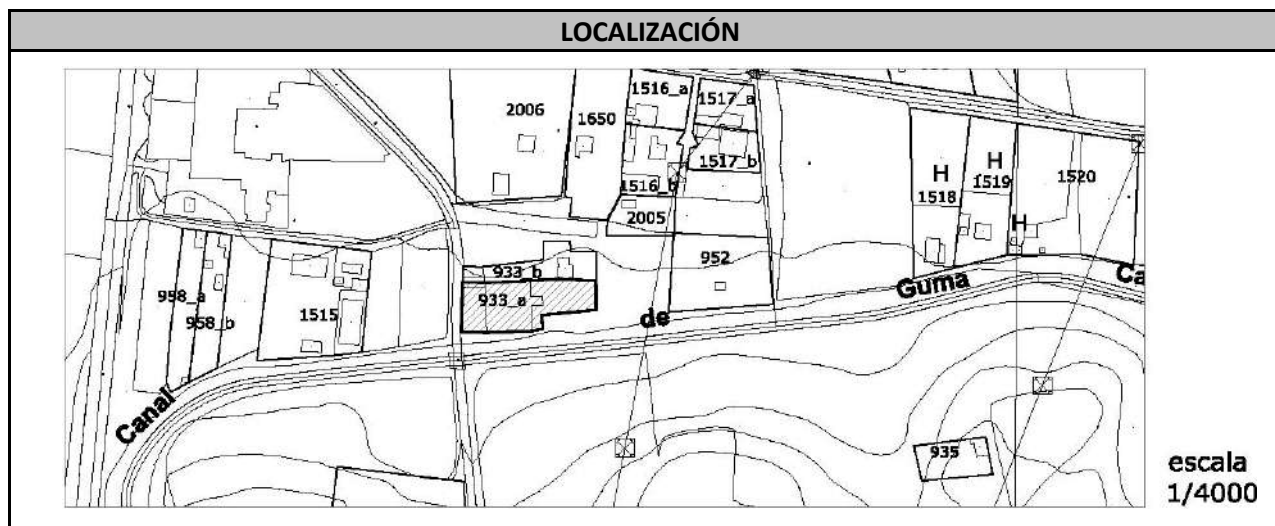 LOCALIZACIÓN
1516_a
1517_a
2006
1650
1517_b
1516_b
H
1518
H
1519
1520
2005
H
952
933_b
933_a
958_a
958_b
1515
Canal
de
Guma
Ca
935
escala
1/4000